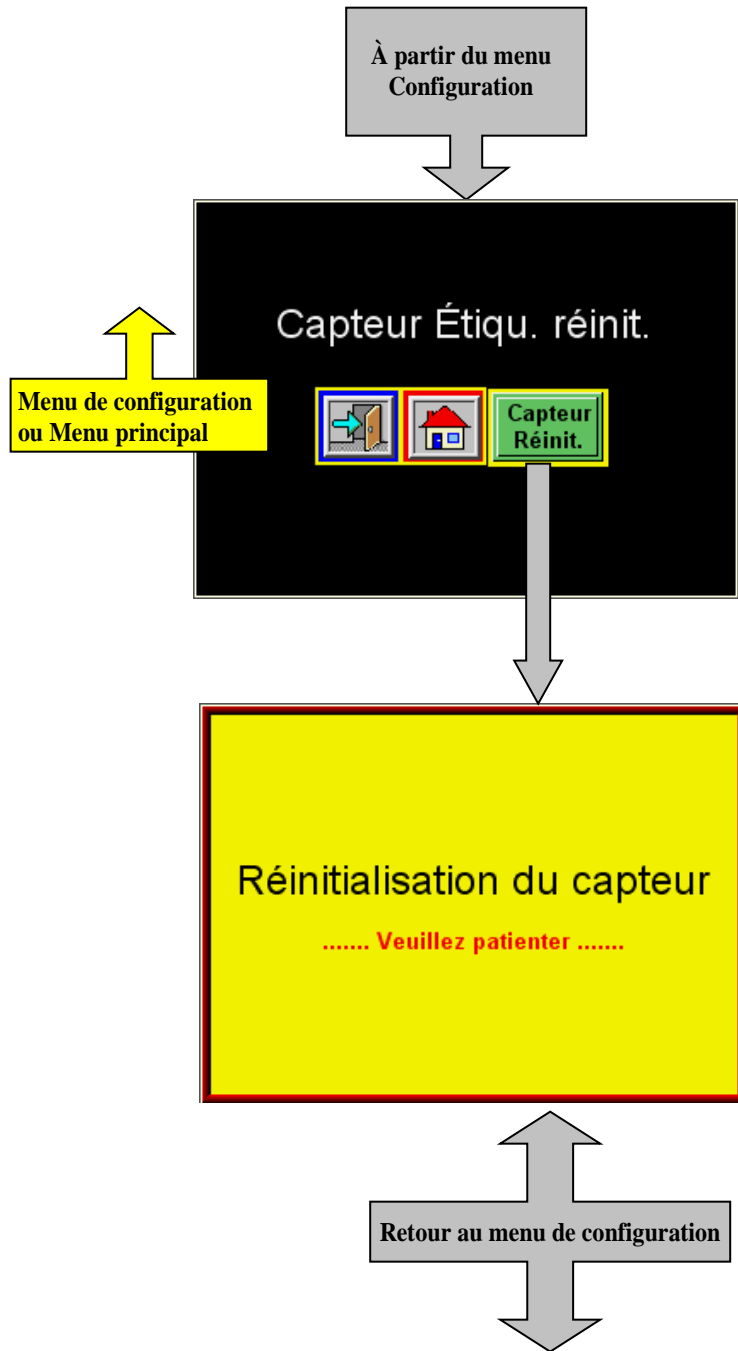 À partir du menu
Configuration
Capteur Étiqu. réinit.
Menu de configuration
ou Menu principal
Capteur
Réinit.
Réinitialisation du capteur
....... Veuillez patienter .......
Retour au menu de configuration